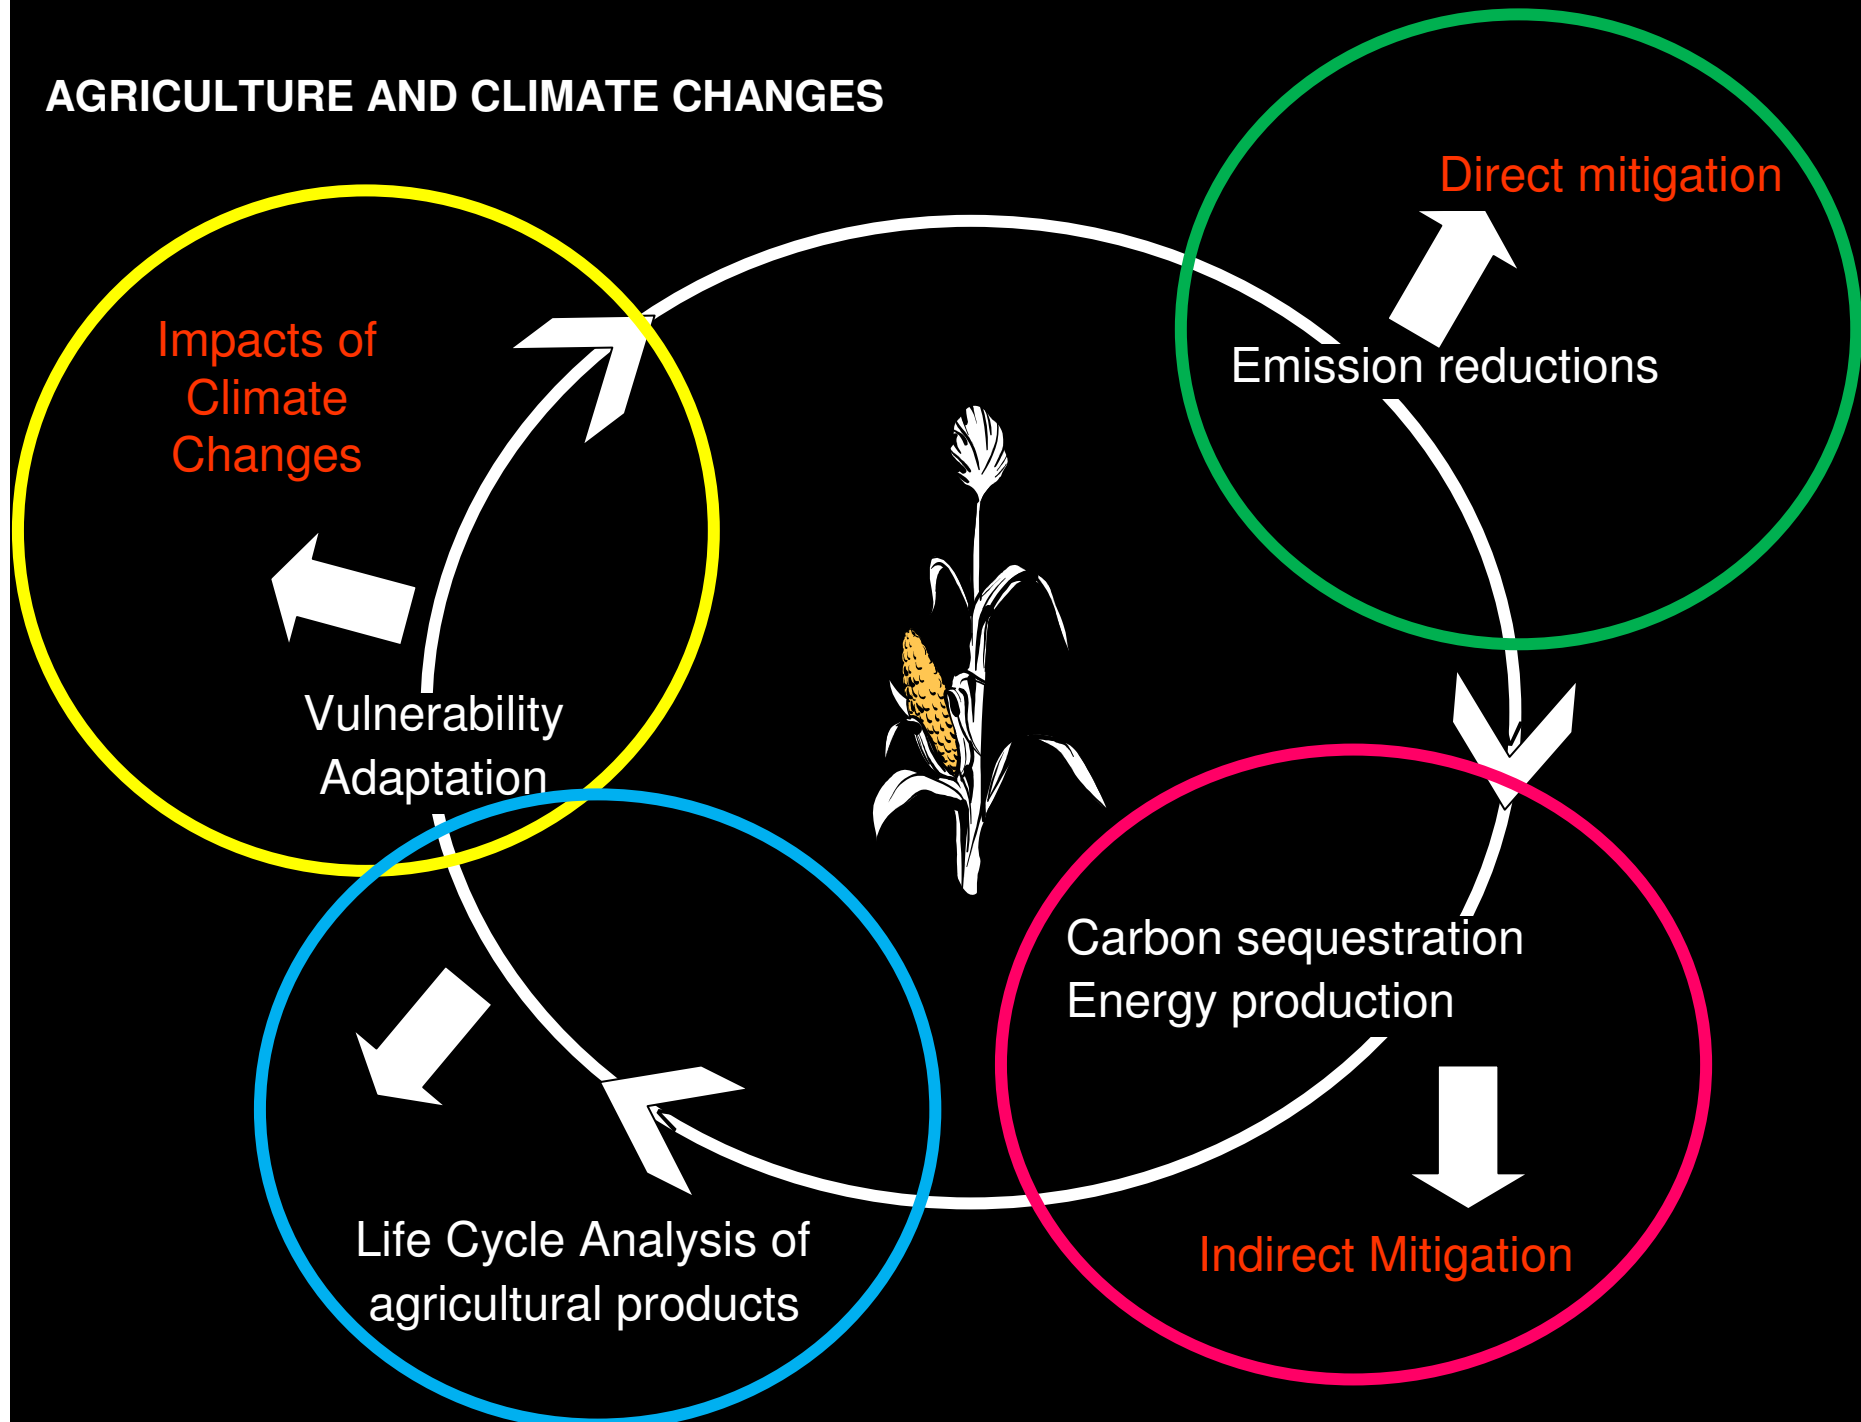 AGRICULTURE AND CLIMATE CHANGES
Direct mitigation
Emission reductions
Impacts of
Climate
Changes
Vulnerability
Adaptation
Carbon sequestration
Energy production
Indirect Mitigation
Life Cycle Analysis of
agricultural products